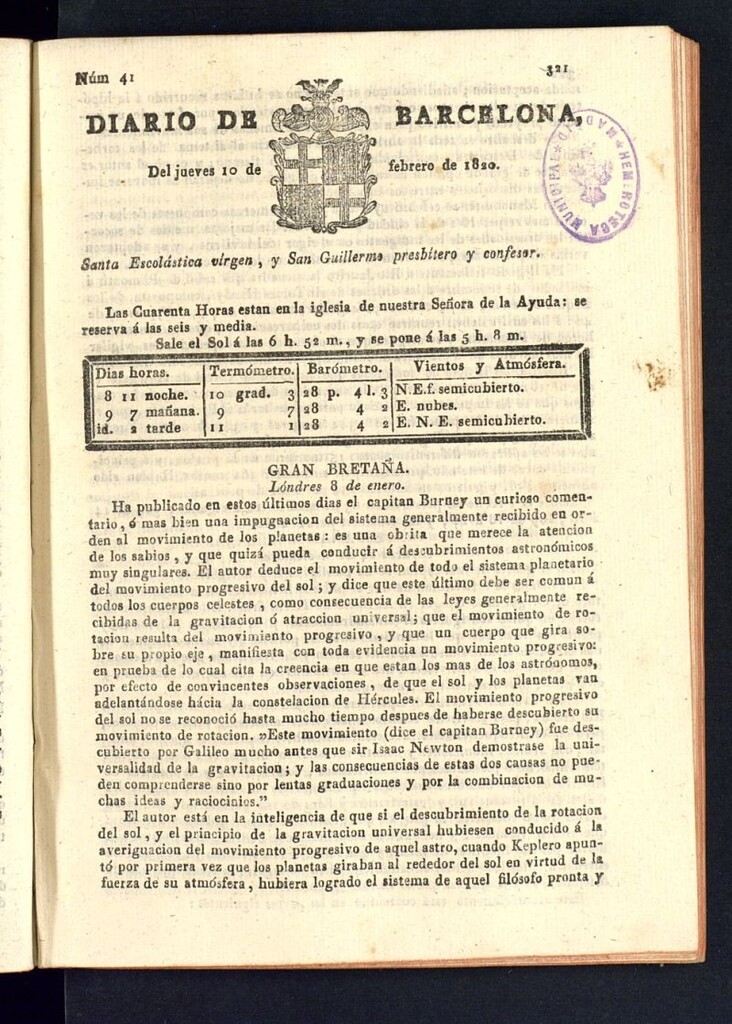 Núm 41
321
DIARIO DE BARCELONA,
Del jueves 10 de febrero de 1820.
HEMEROTECA MUNICIPAL MADRID
Santa Escolástica vírgen, y San Guillermo presbítero y confesor.
Las Cuarenta Horas estan en la iglesia de nuestra Señora de la Ayuda: se
reserva á las seis y media.
Sale el Sol á las 6 h. 52 m., y se pone á las 5 h. 8 m.
Dias horas. Termómetro. Barómetro. Vientos y Atmósfera.
8 11 noche. 10 grad. 3 28 p. 4 l. 3 N.E.f. semicubierto.
9 7 mañana. 9 7 28 4 2 E. nubes.
id. 2 tarde 11 1 28 4 2 E. N. E. semicubierto.
GRAN BRETAÑA.
Lóndres 8 de enero.
Ha publicado en estos últimos dias el capitan Burney un curioso comen-
tario, ó mas bien una impugnacion del sistema generalmente recibido en or-
den al movimiento de los planetas: es una obrita que merece la atencion
de los sabios, y que quizá pueda conducir á descubrimientos astronómicos
muy singulares. El autor deduce el movimiento de todo el sistema planetario
del movimiento progresivo del sol; y dice que este último debe ser comun á
todos los cuerpos celestes, como consecuencia de las leyes generalmente re-
cibidas de la gravitacion ó atraccion universal; que el movimiento de ro-
tacion resulta del movimiento progresivo, y que un cuerpo que gira so-
bre su propio eje, manifiesta con toda evidencia un movimiento progresivo:
en prueba de lo cual cita la creencia en que estan los mas de los astrónomos,
por efecto de convincentes observaciones, de que el sol y los planetas van
adelantándose hácia la constelacion de Hércules. El movimiento progresivo
del sol no se reconoció hasta mucho tiempo despues de haberse descubierto su
movimiento de rotacion. »Este movimiento (dice el capitan Burney) fue des-
cubierto por Galileo mucho antes que sir Isaac Newton demostrase la uni-
versalidad de la gravitacion; y las consecuencias de estas dos causas no pue-
den comprenderse sino por lentas graduaciones y por la combinacion de mu-
chas ideas y raciocinios.”
El autor está en la inteligencia de que si el descubrimiento de la rotacion
del sol, y el principio de la gravitacion universal hubiesen conducido á la
averiguacion del movimiento progresivo de aquel astro, cuando Keplero apun-
tó por primera vez que los planetas giraban al rededor del sol en virtud de la
fuerza de su atmósfera, hubiera logrado el sistema de aquel filósofo pronta y